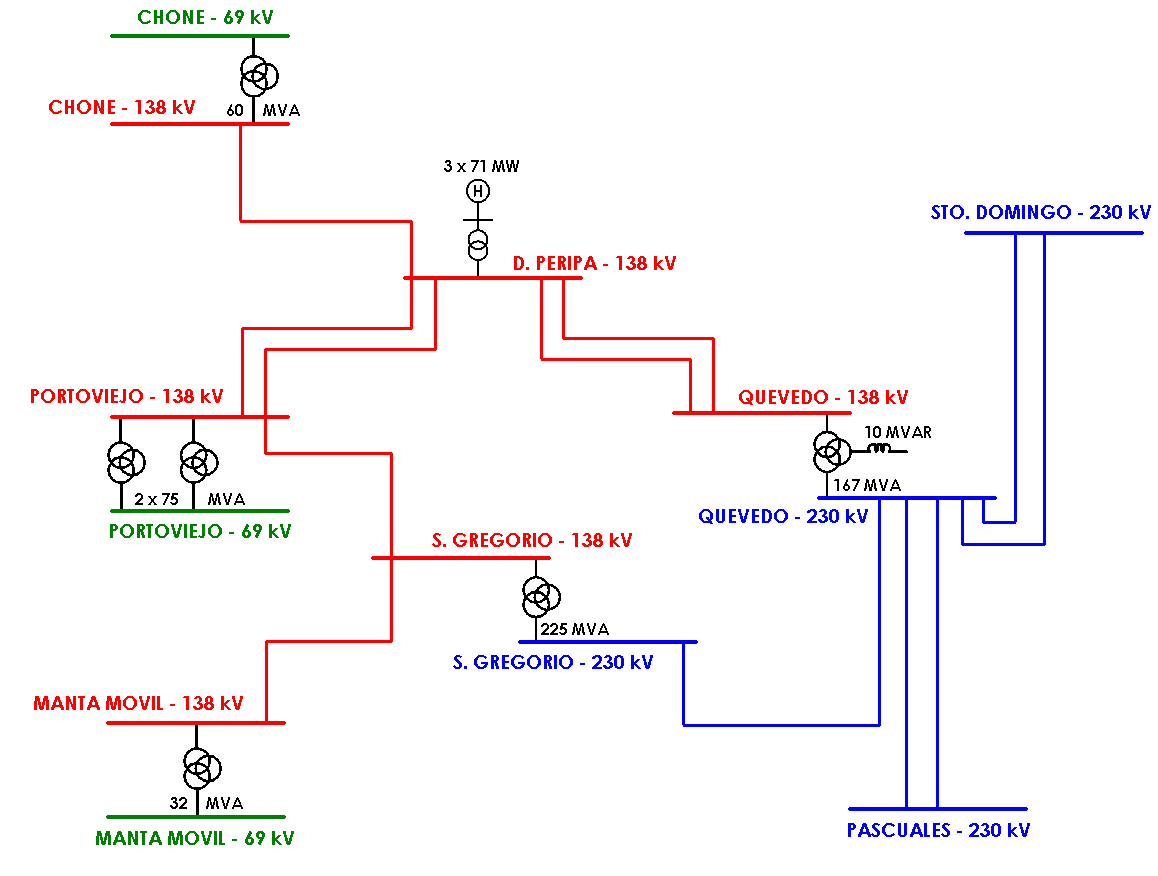 CHONE - 69 kV
CHONE - 138 kV
60 MVA
3 x 71 MW
H
STO. DOMINGO - 230 kV
D. PERIPA - 138 kV
PORTOVIEJO - 138 kV
QUEVEDO - 138 kV
10 MVAR
2 x 75 MVA
167 MVA
PORTOVIEJO - 69 kV
QUEVEDO - 230 kV
S. GREGORIO - 138 kV
225 MVA
S. GREGORIO - 230 kV
MANTA MOVIL - 138 kV
32 MVA
MANTA MOVIL - 69 kV
PASCUALES - 230 kV